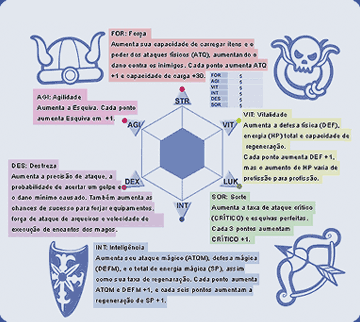 FOR: Força
Aumenta sua capacidade de carregar itens e o
poder dos ataques físicos (ATQ), aumentando o
dano contra os inimigos. Cada ponto aumenta ATQ
+1 e capacidade de carga +30.
FOR 5
AGI 5
VIT 5
INT 5
DES 5
SOR 5
AGI: Agilidade
Aumenta a Esquiva. Cada ponto
aumenta Esquiva em +1.
STR
AGI
VIT
DEX
LUK
INT
VIT: Vitalidade
Aumenta a defesa física (DEF),
energia (HP) total e capacidade de
regeneração.
Cada ponto aumenta DEF +1,
mas o aumento de HP varia de
profissão para profissão.
DES: Destreza
Aumenta a precisão de ataque, a
probabilidade de acertar um golpe e
o dano mínimo causado. Também aumenta as
chances de sucesso para forjar equipamentos,
força de ataque de arqueiros e velocidade de
execução de encantos dos magos.
SOR: Sorte
Aumenta a taxa de ataque crítico
(CRÍTICO) e esquivas perfeitas.
Cada 3 pontos aumentam
CRÍTICO +1.
INT: Inteligência
Aumenta seu ataque mágico (ATQM), defesa mágica
(DEFM), e o total de energia mágica (SP), assim
como sua taxa de regeneração. Cada ponto aumenta
ATQM e DEFM +1, e cada seis pontos aumentam a
regeneração de SP +1.